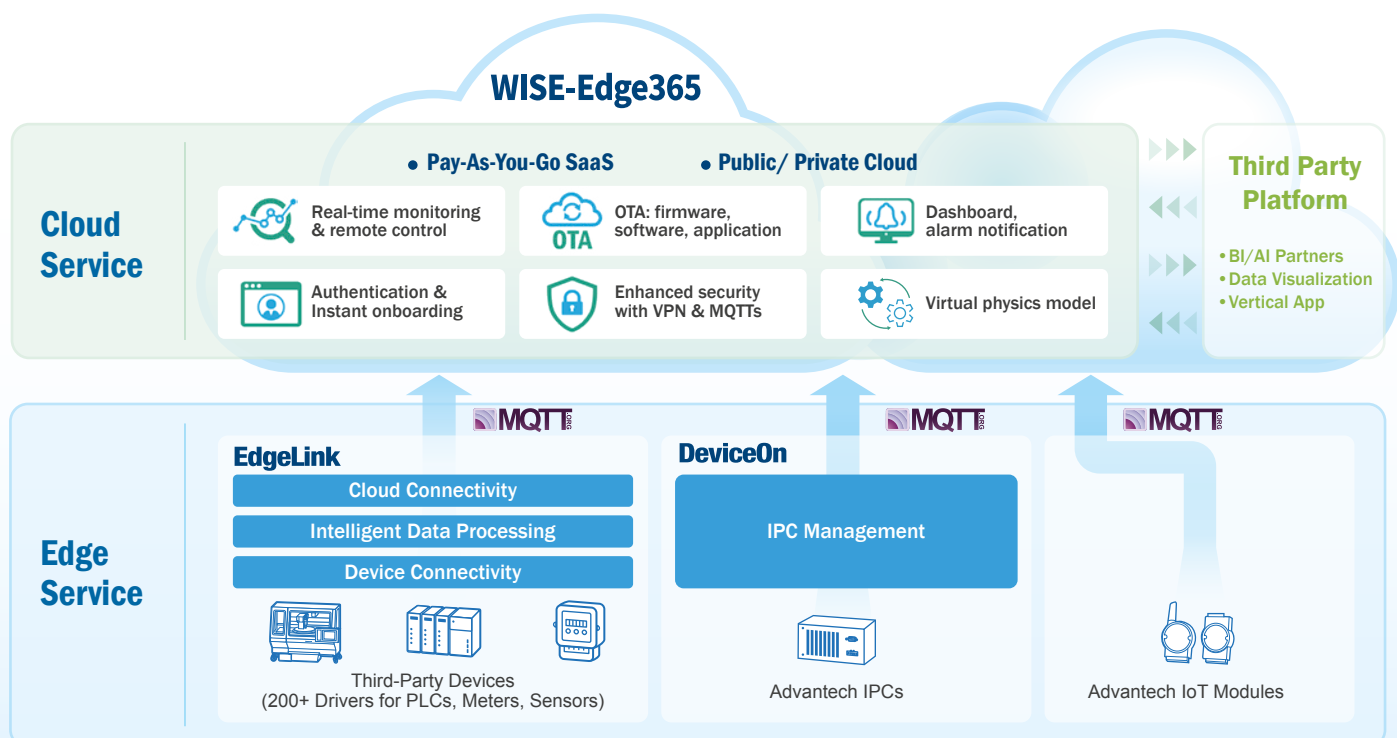 WISE-Edge365
Cloud
Service
• Pay-As-You-Go SaaS
• Public/ Private Cloud
Real-time monitoring
& remote control
OTA
OTA: firmware,
software, application
Dashboard,
alarm notification
Authentication &
Instant onboarding
Enhanced security
with VPN & MQTTs
Virtual physics model
Third Party
Platform
• BI/AI Partners
• Data Visualization
• Vertical App
Edge
Service
MQTT.ORG
MQTT.ORG
MQTT.ORG
EdgeLink
Cloud Connectivity
Intelligent Data Processing
Device Connectivity
Third-Party Devices
(200+ Drivers for PLCs, Meters, Sensors)
DeviceOn
IPC Management
Advantech IPCs
Advantech IoT Modules